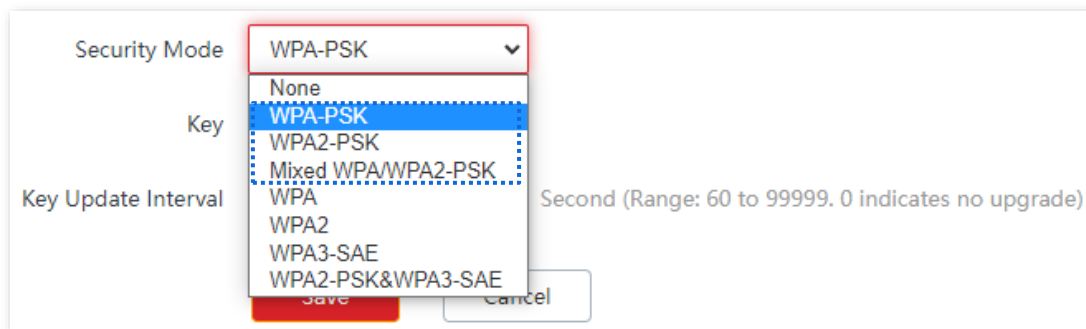 Security Mode WPA-PSK
None
Key WPA-PSK
WPA2-PSK
Mixed WPA/WPA2-PSK
Key Update Interval WPA Second (Range: 60 to 99999. 0 indicates no upgrade)
WPA2
WPA3-SAE
WPA2-PSK&WPA3-SAE
Save Cancel